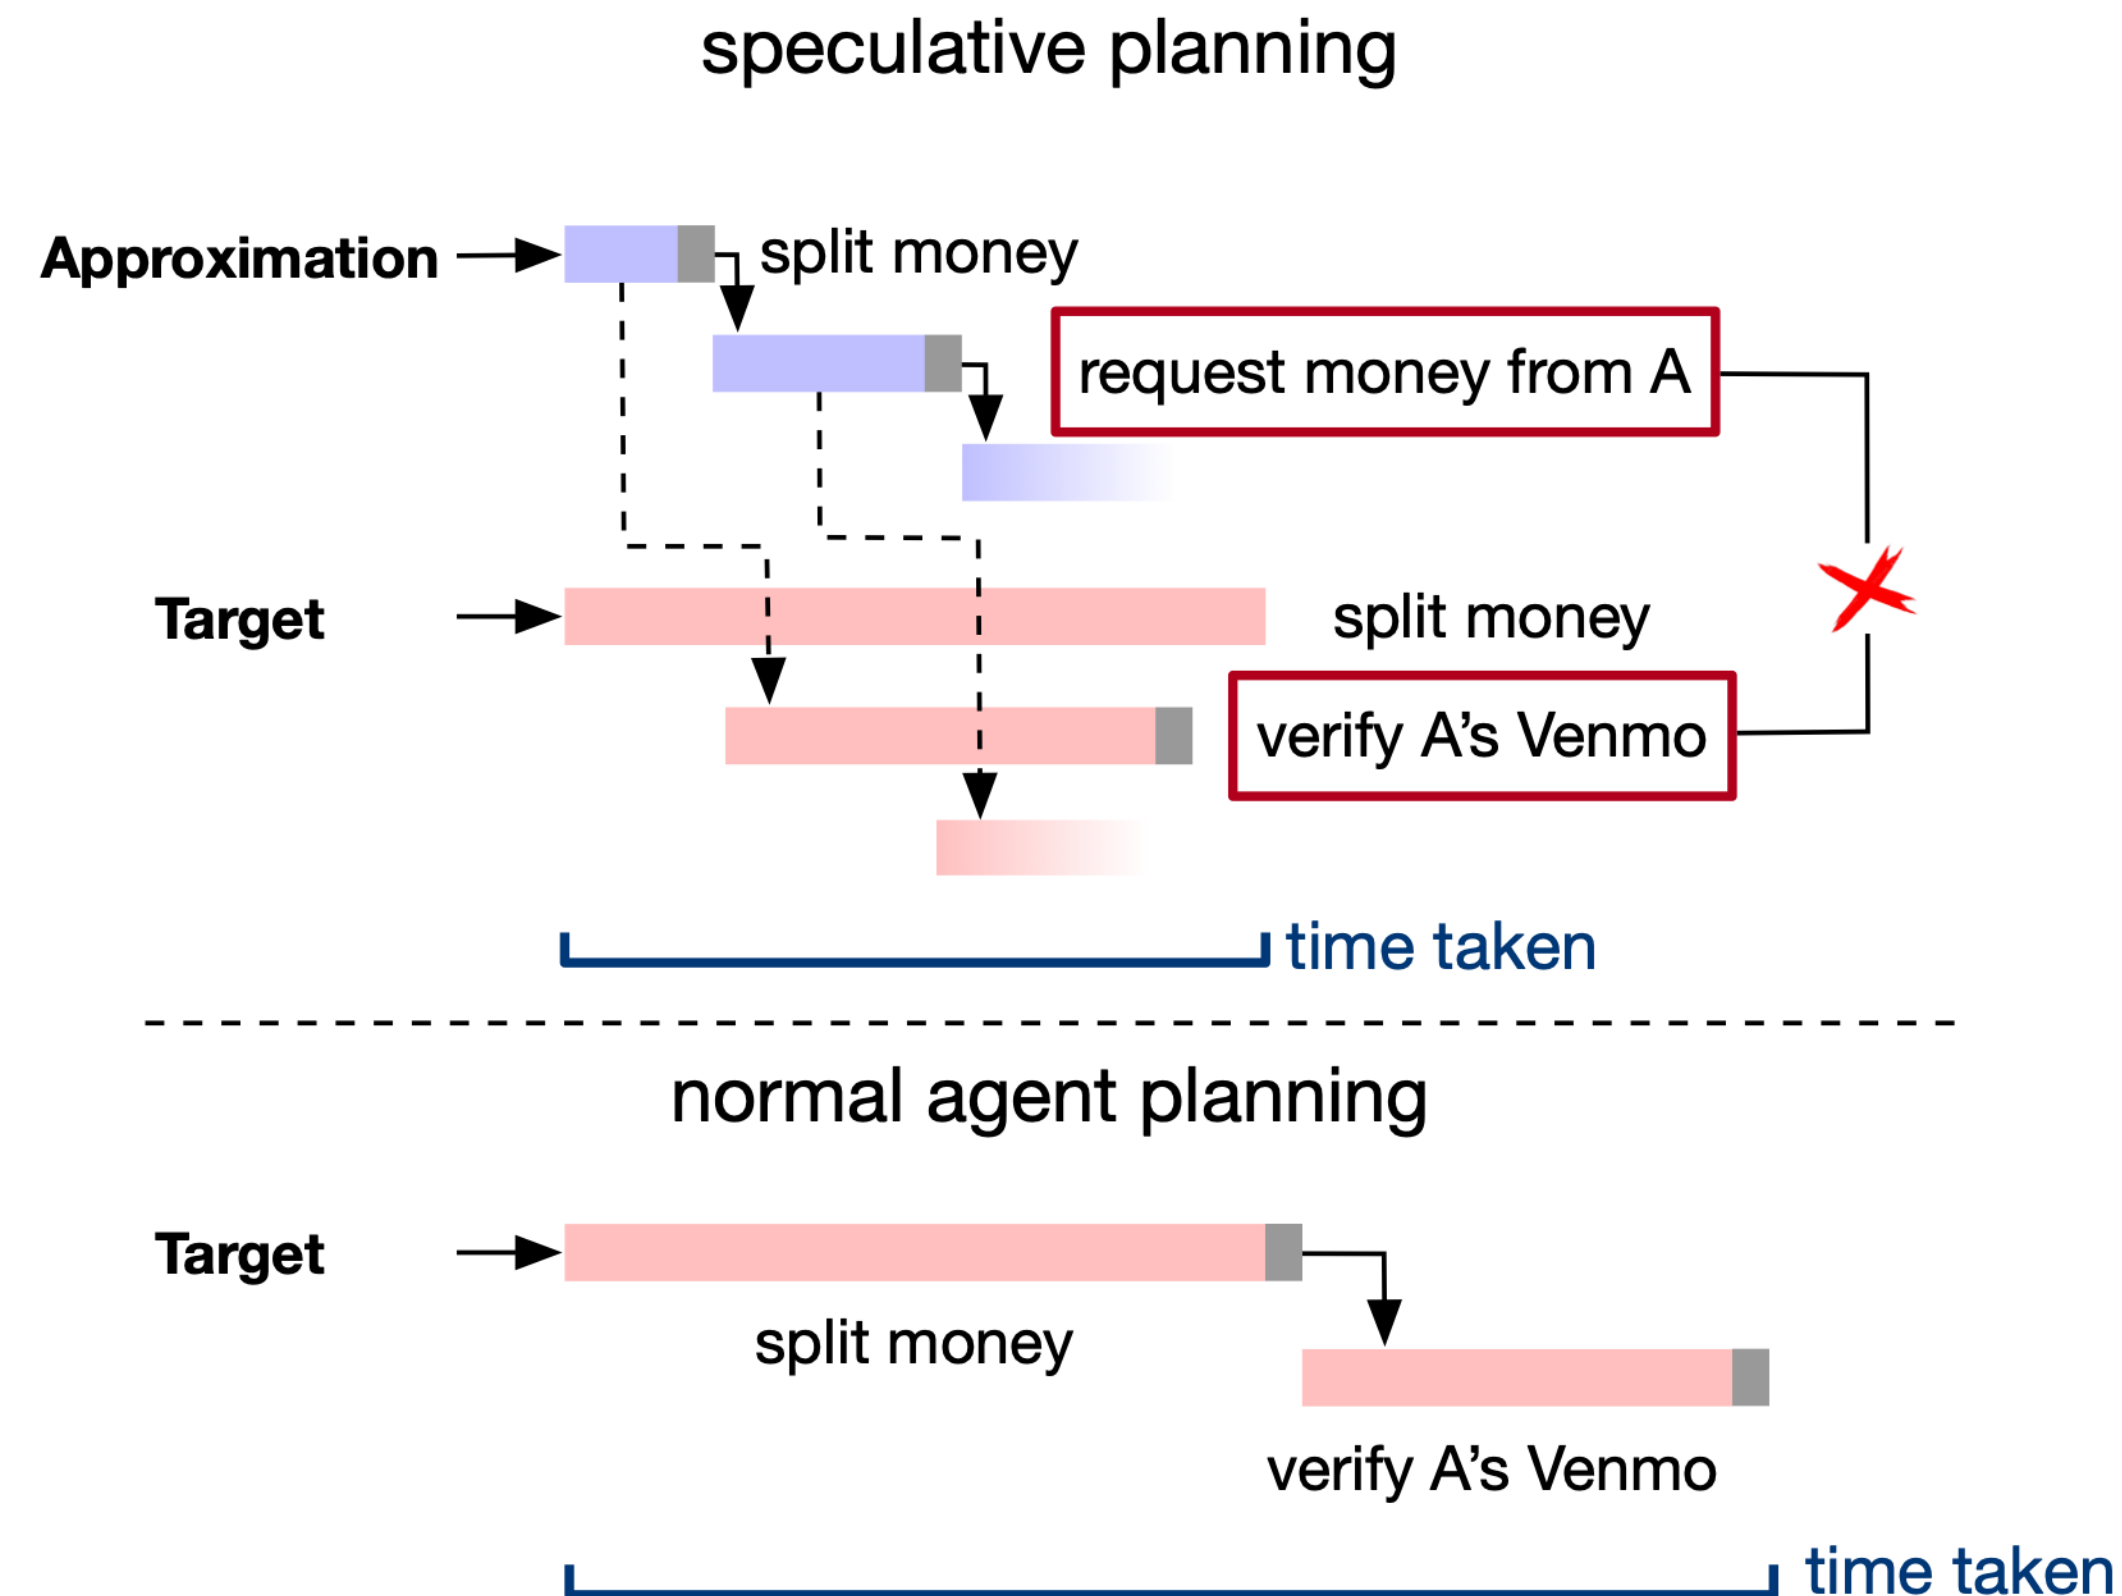 speculative planning
Approximation
split money
request money from A
Target
split money
verify A's Venmo
time taken
normal agent planning
Target
split money
verify A's Venmo
time taken